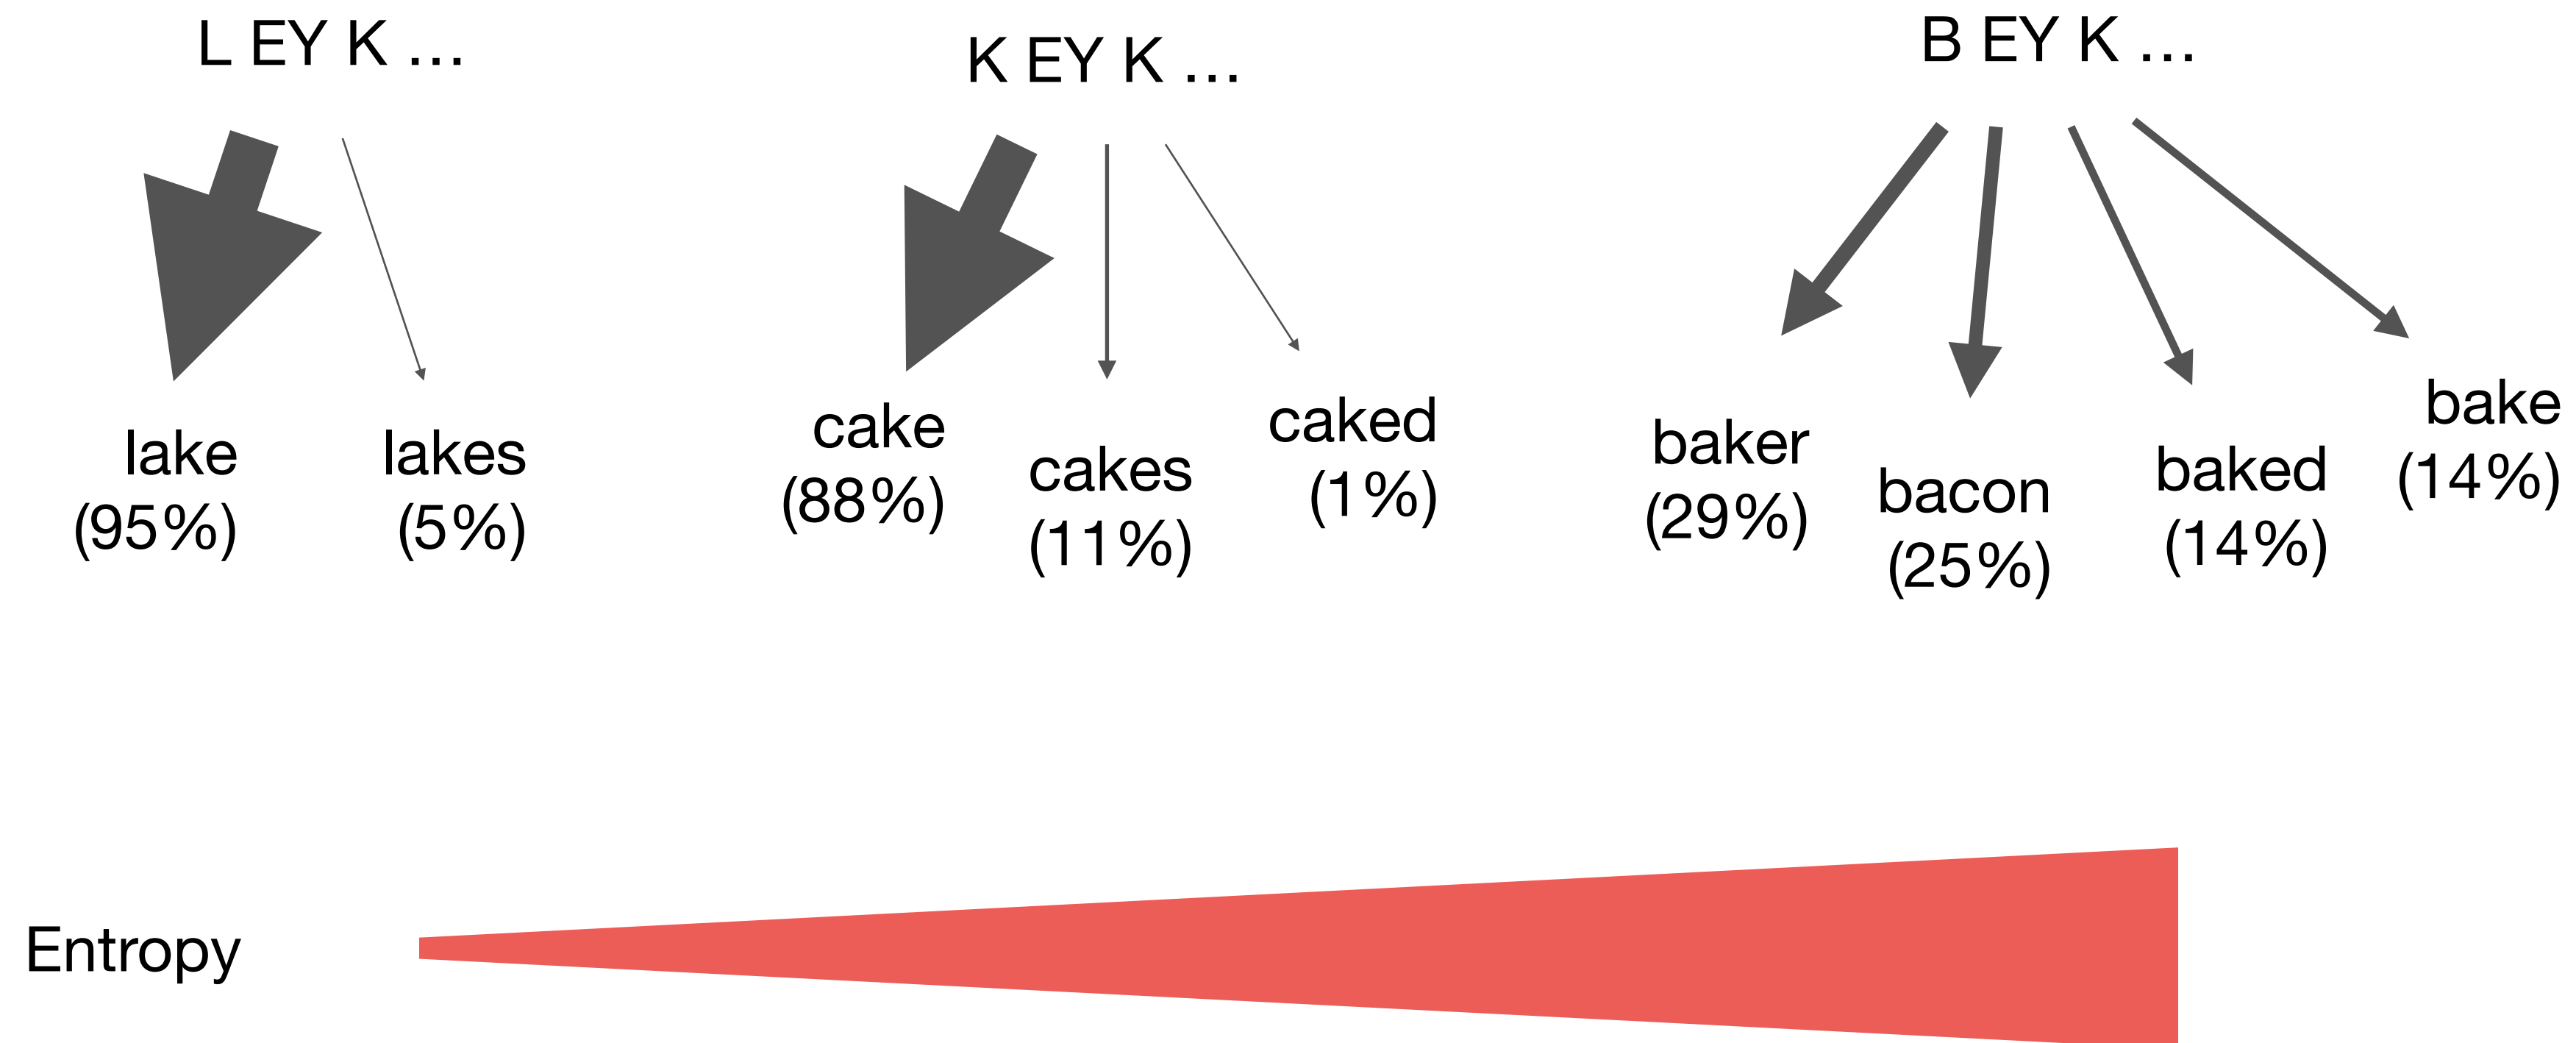 L EY K ...
K EY K ...
B EY K ...
lake
(95%)
lakes
(5%)
cake
(88%)
cakes
(11%)
caked
(1%)
baker
(29%)
bacon
(25%)
baked
(14%)
bake
(14%)
Entropy